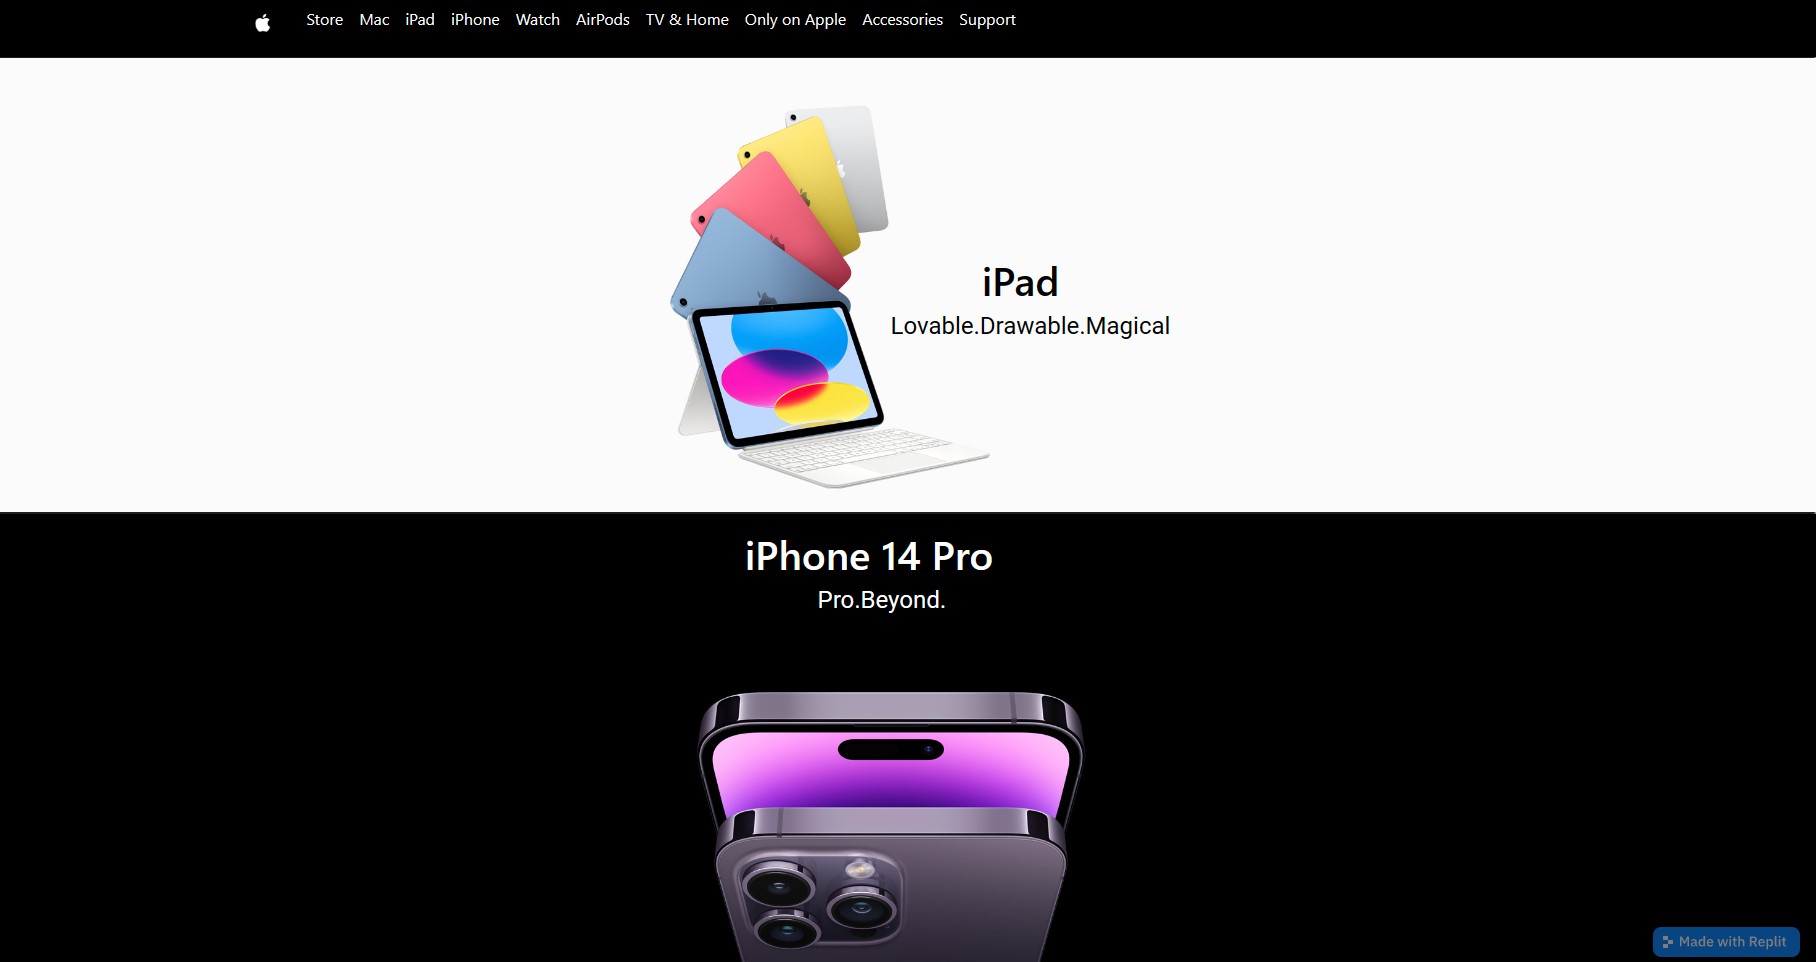 Store Mac iPad iPhone Watch AirPods TV & Home Only on Apple Accessories Support
iPad
Lovable.Drawable.Magical
iPhone 14 Pro
Pro.Beyond.
Made with Replit